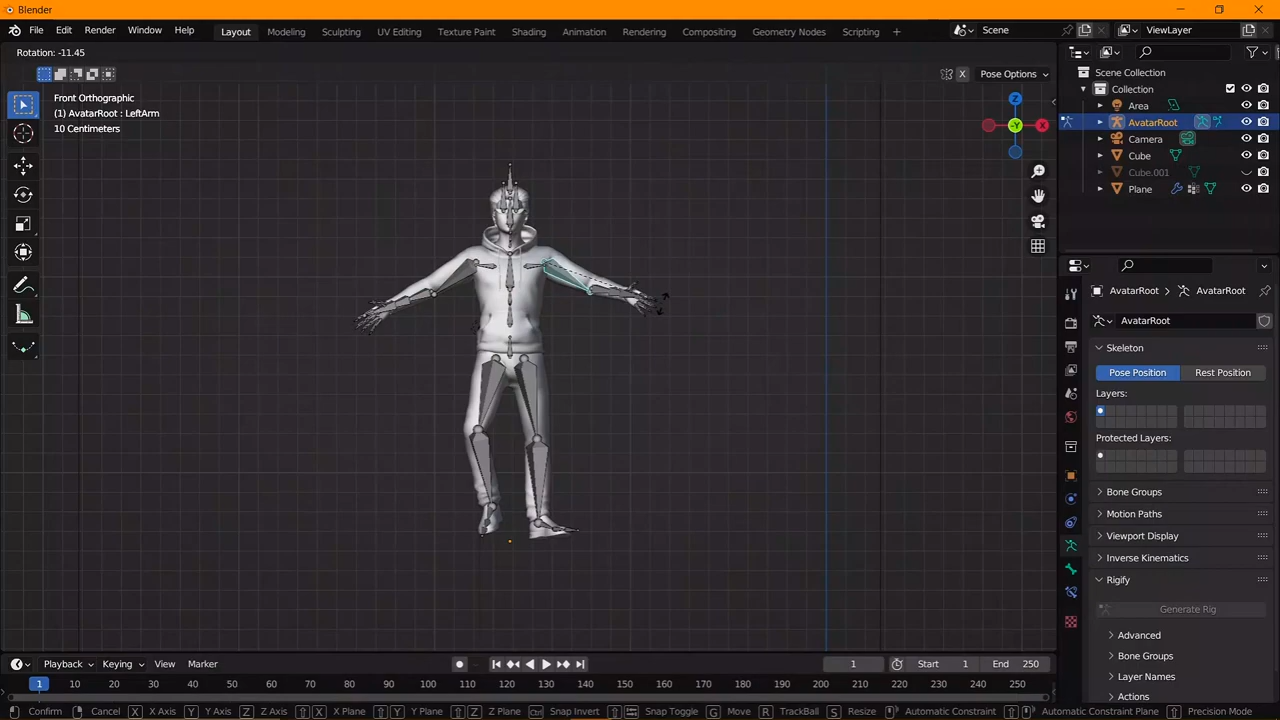 Blender
File Edit Render Window Help Layout Modeling Sculpting UV Editing Texture Paint Shading Animation Rendering Compositing Geometry Nodes Scripting + Scene ViewLayer
Rotation: -11.45
X Pose Options
Front Orthographic
(1) AvatarRoot : LeftArm
10 Centimeters
Z
-Y
X
Scene Collection
Collection
Area
AvatarRoot
Camera
Cube
Cube.001
Plane
AvatarRoot > AvatarRoot
AvatarRoot
Skeleton
Pose Position Rest Position
Layers:
Protected Layers:
Bone Groups
Motion Paths
Viewport Display
Inverse Kinematics
Rigify
Generate Rig
Advanced
Bone Groups
Layer Names
Actions
Playback Keying View Marker 1 Start 1 End 250
1 10 20 30 40 50 60 70 80 90 100 110 120 130 140 150 160 170 180 190 200 210 220 230 240 250
Confirm Cancel X X Axis Y Y Axis Z Z Axis X X Plane Y Y Plane Z Z Plane Ctrl Snap Invert Snap Toggle G Move R TrackBall S Resize Automatic Constraint Automatic Constraint Plane Precision Mode